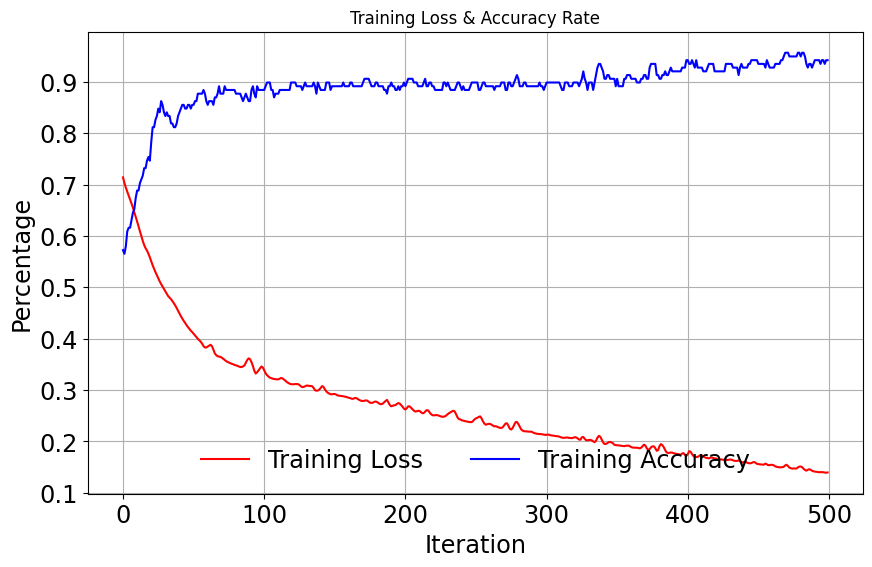 Training Loss & Accuracy Rate
Percentage
0.9
0.8
0.7
0.6
0.5
0.4
0.3
0.2
0.1
Training Loss Training Accuracy
0 100 200 300 400 500
Iteration